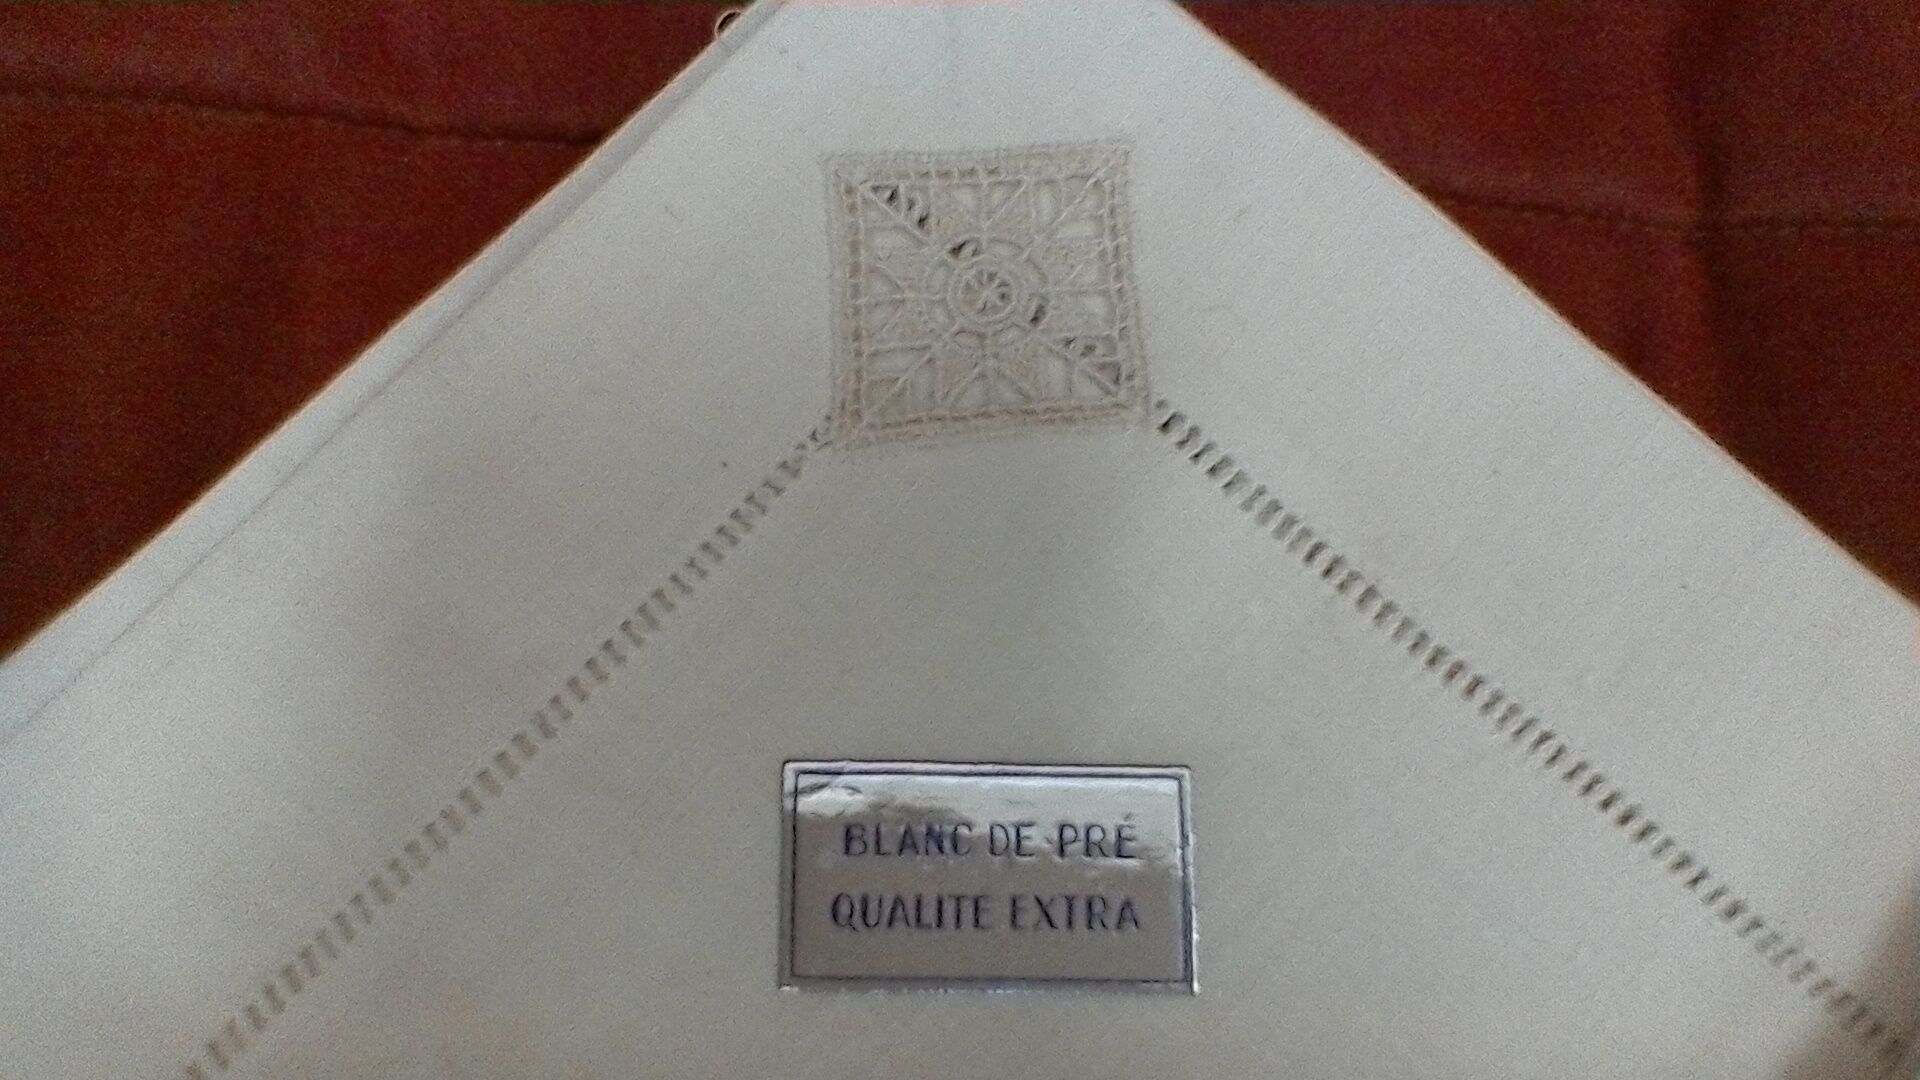 BLANC DE PRÉ
QUALITE EXTRA